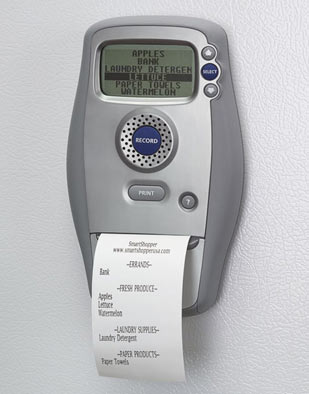 APPLES
BANK
LAUNDRY DETERGEN
LETTUCE
PAPER TOWELS
WATERMELON
SELECT
RECORD
PRINT
?
SmartShopper
www.smartshopperusa.com
--ERRANDS--
Bank
--FRESH PRODUCE--
Apples
Lettuce
Watermelon
--LAUNDRY SUPPLIES--
Laundry Detergent
--PAPER PRODUCTS--
Paper Towels